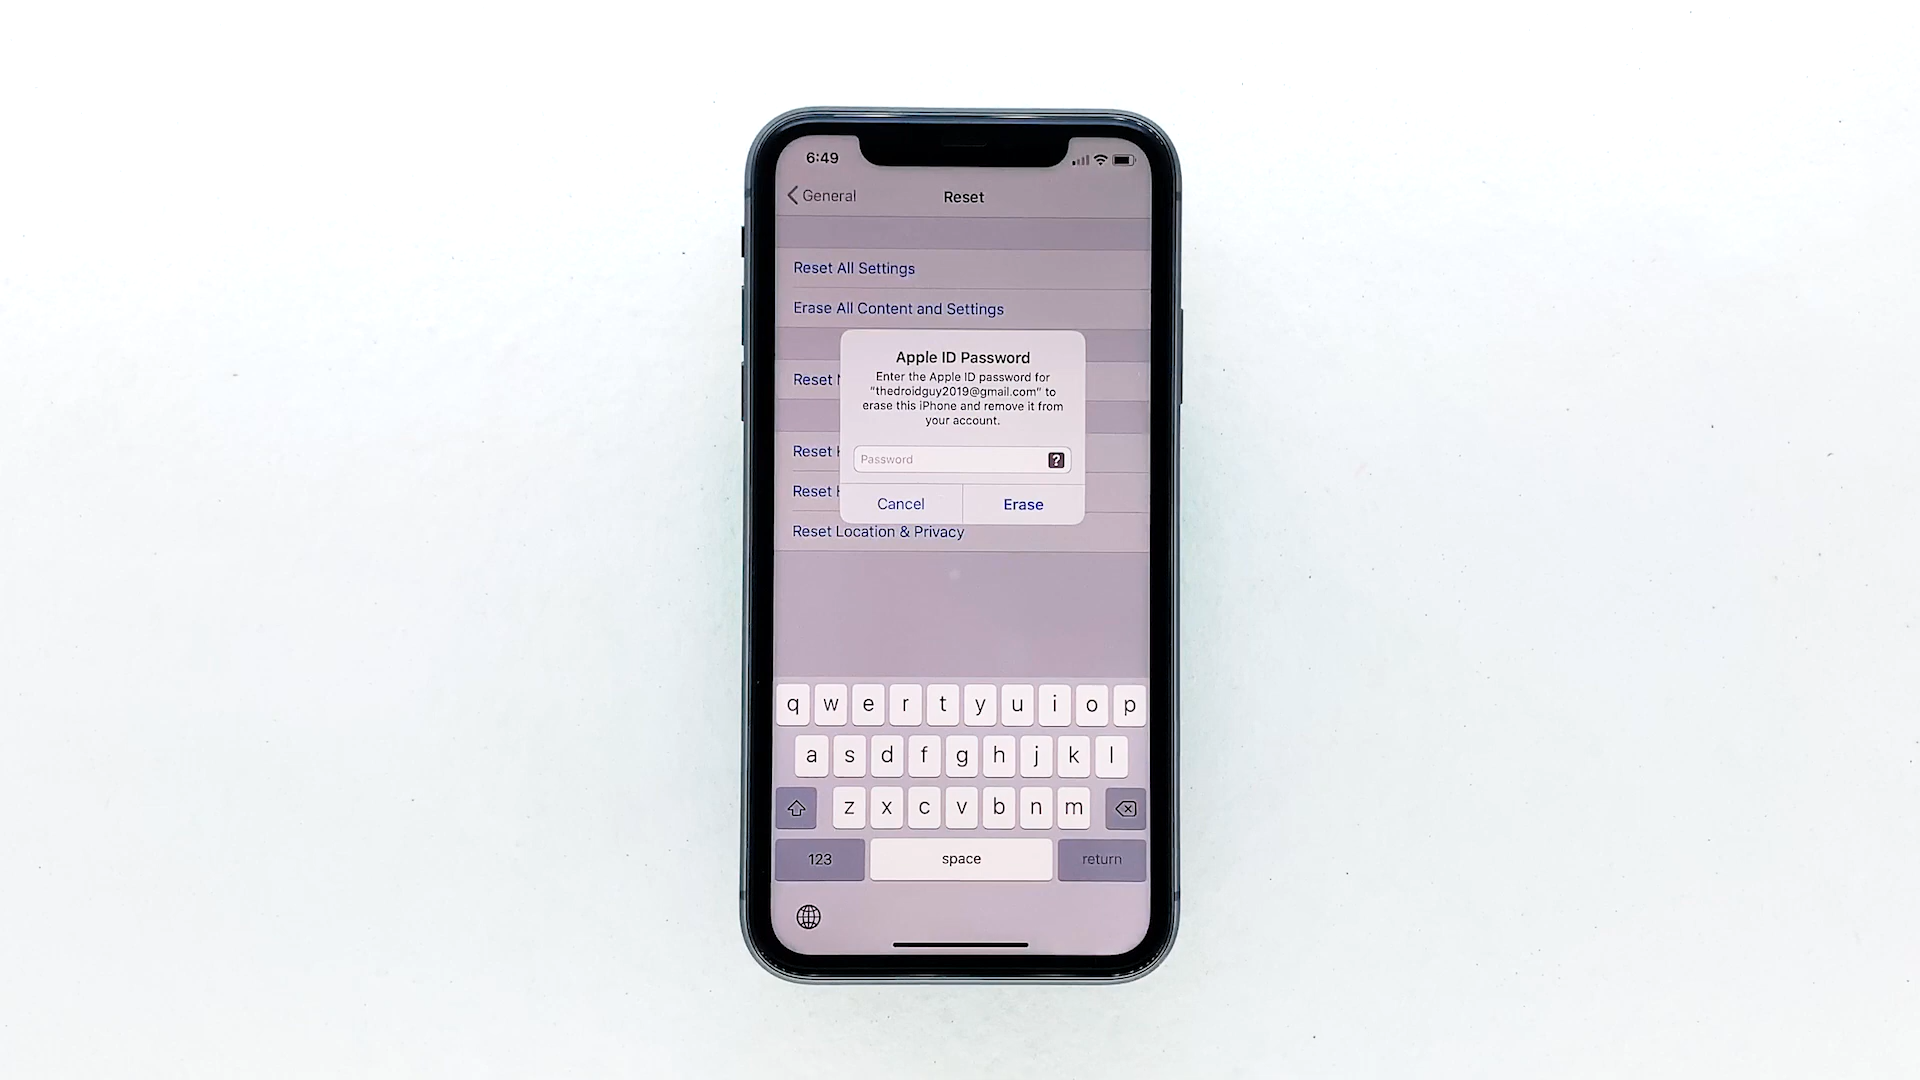 6:49
General
Reset
Reset All Settings
Erase All Content and Settings
Apple ID Password
Enter the Apple ID password for
"thedroidguy2019@gmail.com" to
erase this iPhone and remove it from
your account.
Password
?
Cancel
Erase
Reset
Reset
Reset
Reset Location & Privacy
q w e r t y u i o p
a s d f g h j k l
z x c v b n m
123
space
return